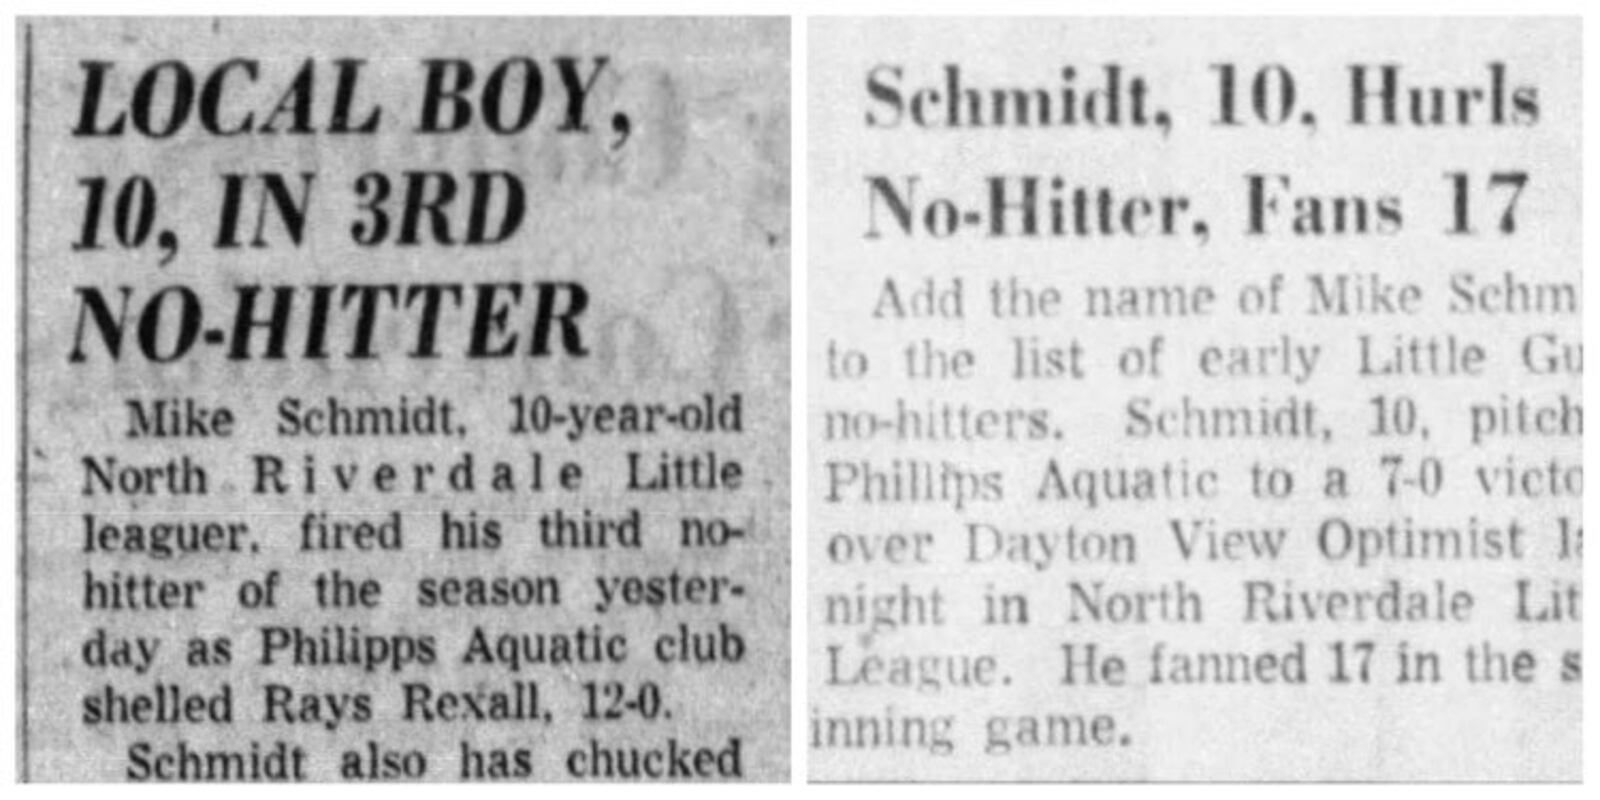 LOCAL BOY,
10, IN 3RD
NO-HITTER
Mike Schmidt, 10-year-old
North Riverdale Little
leaguer, fired his third no-
hitter of the season yester-
day as Philipps Aquatic club
shelled Rays Rexall, 12-0.
Schmidt also has chucked
Schmidt, 10, Hurls
No-Hitter, Fans 17
Add the name of Mike Schm
to the list of early Little Gu
no-hitters. Schmidt, 10, pitch
Phillips Aquatic to a 7-0 victo
over Dayton View Optimist la
night in North Riverdale Lit
League. He fanned 17 in the s
inning game.